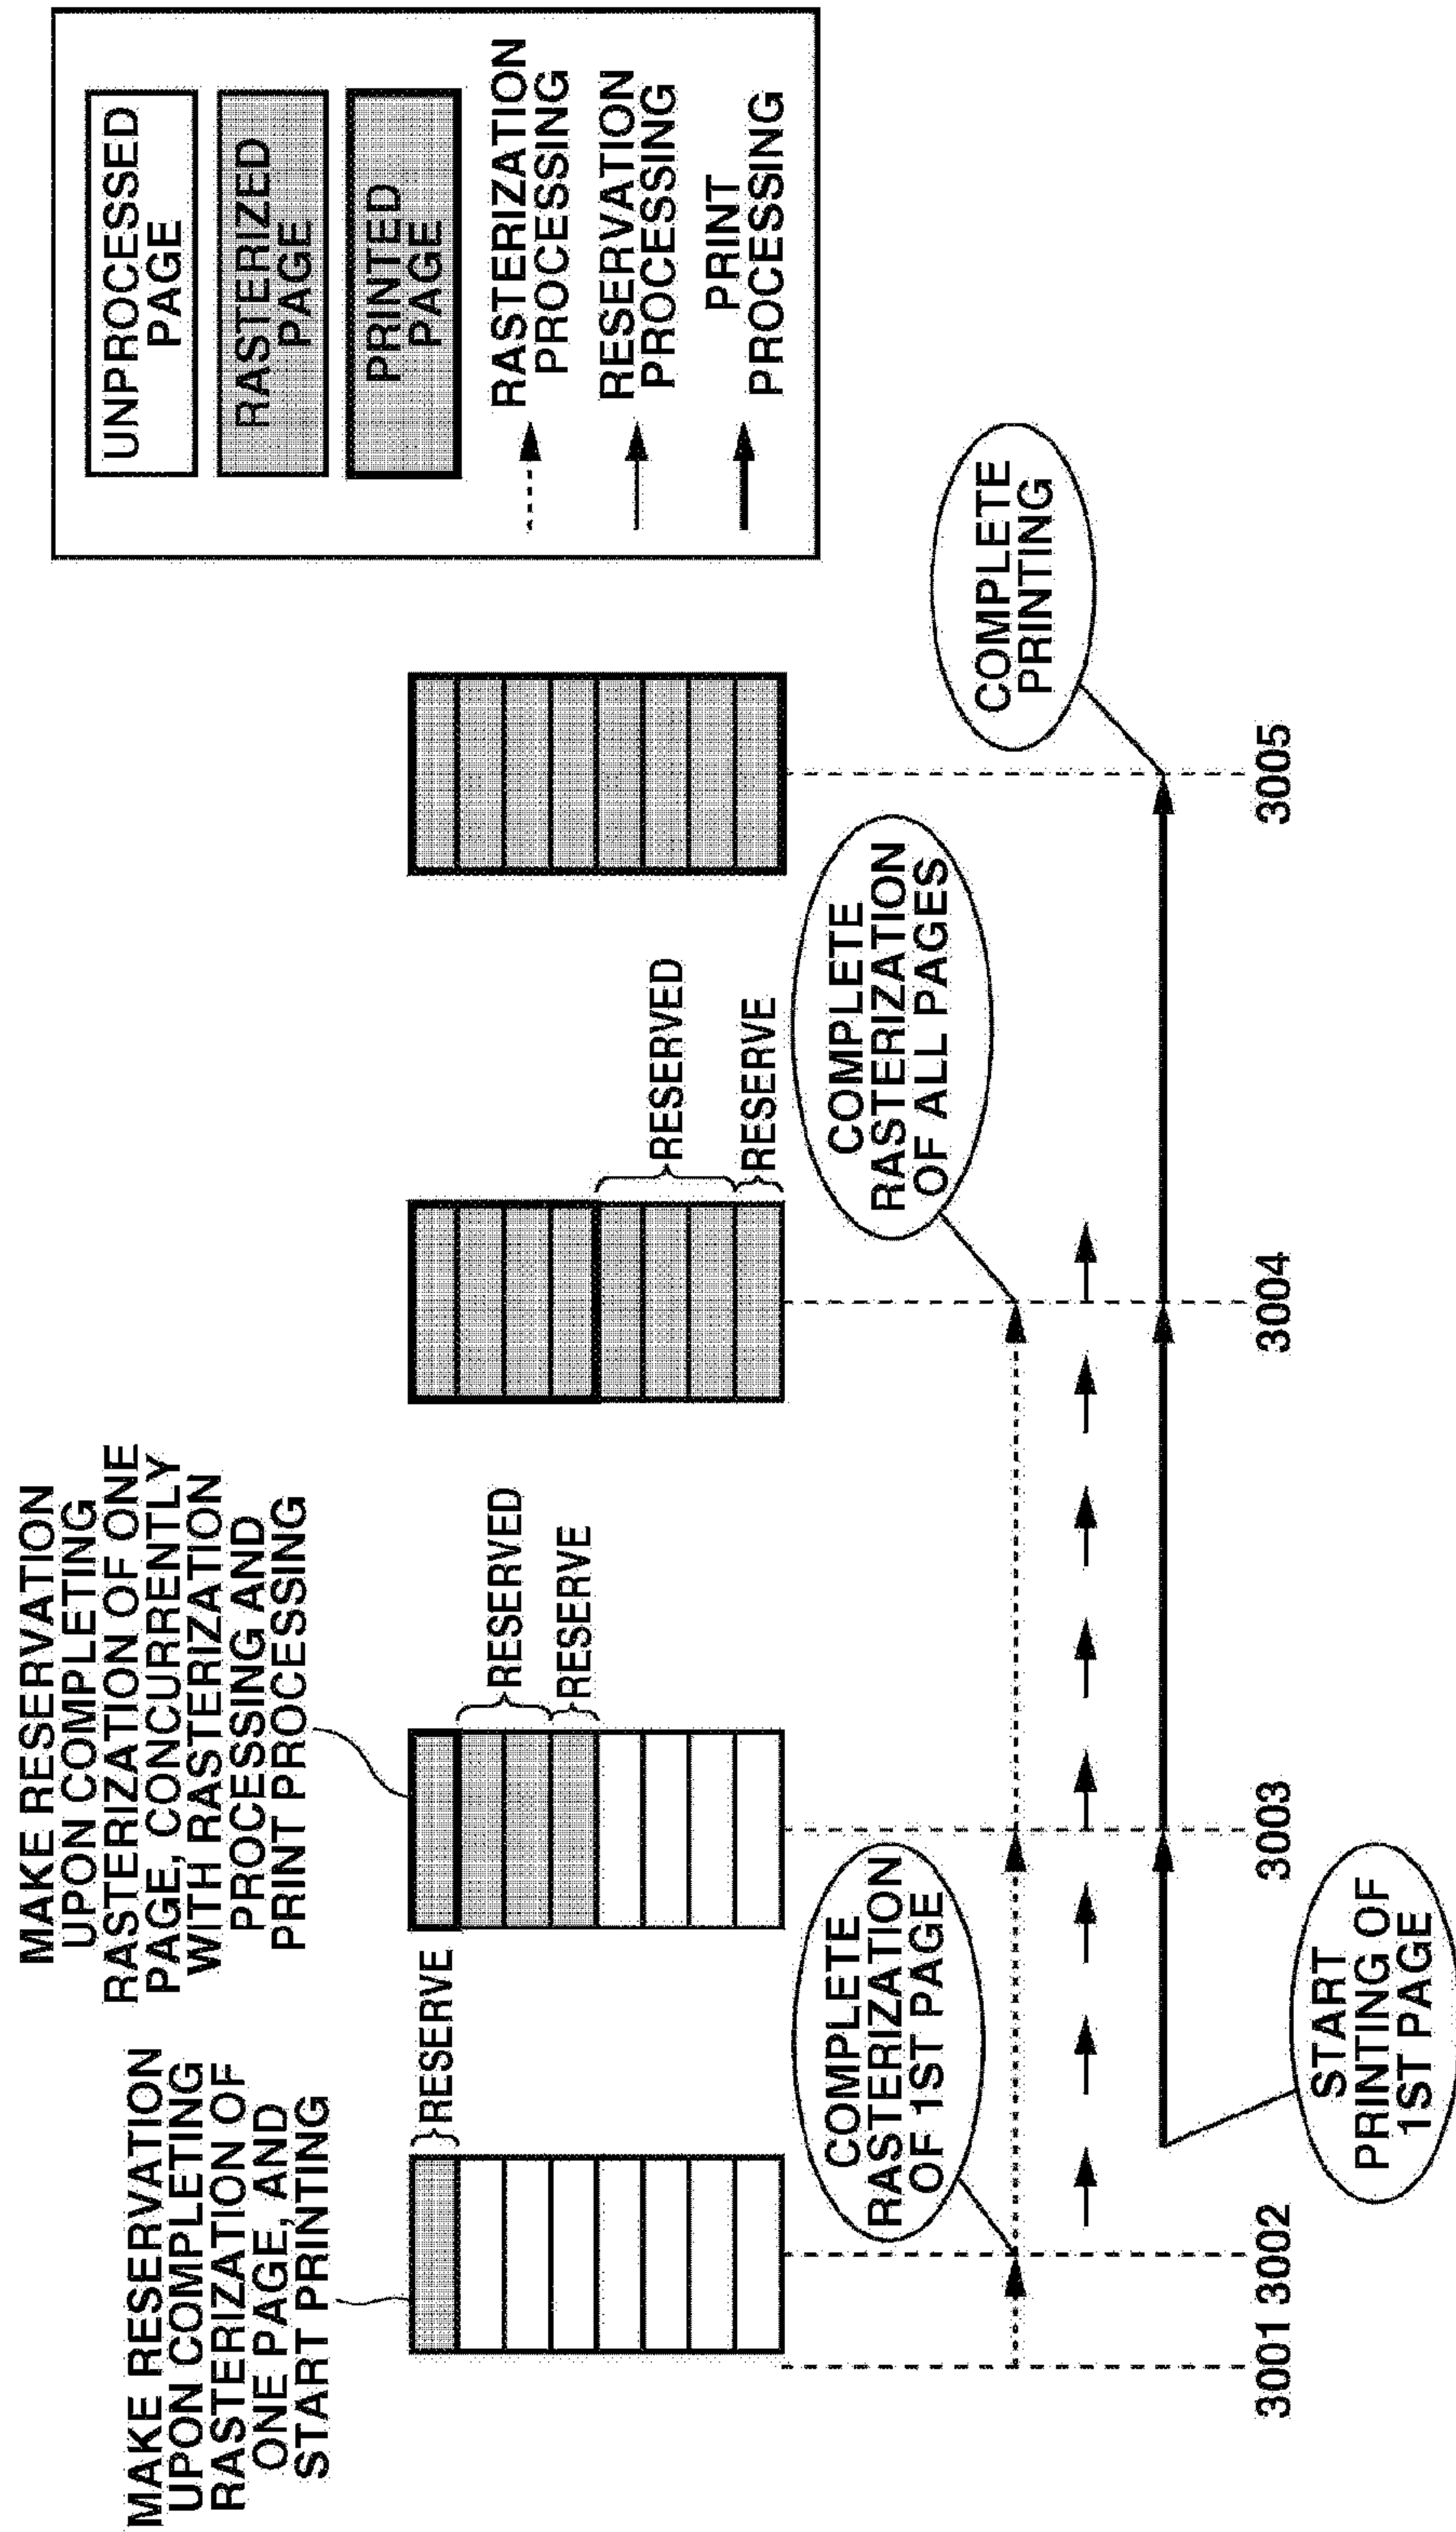 MAKE RESERVATION
UPON COMPLETING
RASTERIZATION OF
ONE PAGE, AND
START PRINTING
MAKE RESERVATION
UPON COMPLETING
RASTERIZATION OF ONE
PAGE, CONCURRENTLY
WITH RASTERIZATION
PROCESSING AND
PRINT PROCESSING
UNPROCESSED
PAGE
RASTERIZED
PAGE
PRINTED
PAGE
RASTERIZATION
PROCESSING
RESERVATION
PROCESSING
PRINT
PROCESSING
RESERVE
RESERVED
RESERVE
RESERVED
RESERVE
COMPLETE
RASTERIZATION
OF 1ST PAGE
COMPLETE
RASTERIZATION
OF ALL PAGES
COMPLETE
PRINTING
3001 3002
3003
3004
3005
START
PRINTING OF
1ST PAGE